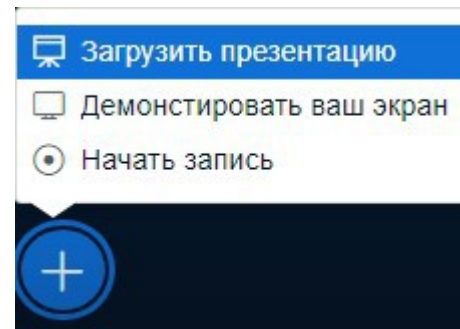 Загрузить презентацию
Демонстировать ваш экран
Начать запись